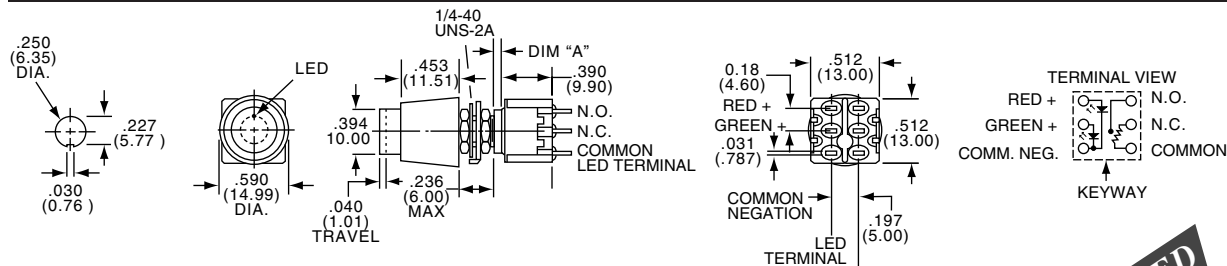 .250
(6.35)
DIA.
.227
(5.77 )
.030
(0.76 )
LED
.590
(14.99)
DIA.
1/4-40
UNS-2A
DIM “A”
.453
(11.51)
.390
(9.90)
.394
10.00
N.O.
N.C.
COMMON
LED TERMINAL
.236
(6.00)
MAX
.040
(1.01)
TRAVEL
.512
(13.00)
0.18
(4.60)
RED +
GREEN +
.031
(.787)
.512
(13.00)
COMMON
NEGATION
.197
(5.00)
LED
TERMINAL
TERMINAL VIEW
RED +
N.O.
GREEN +
N.C.
COMM. NEG.
COMMON
KEYWAY